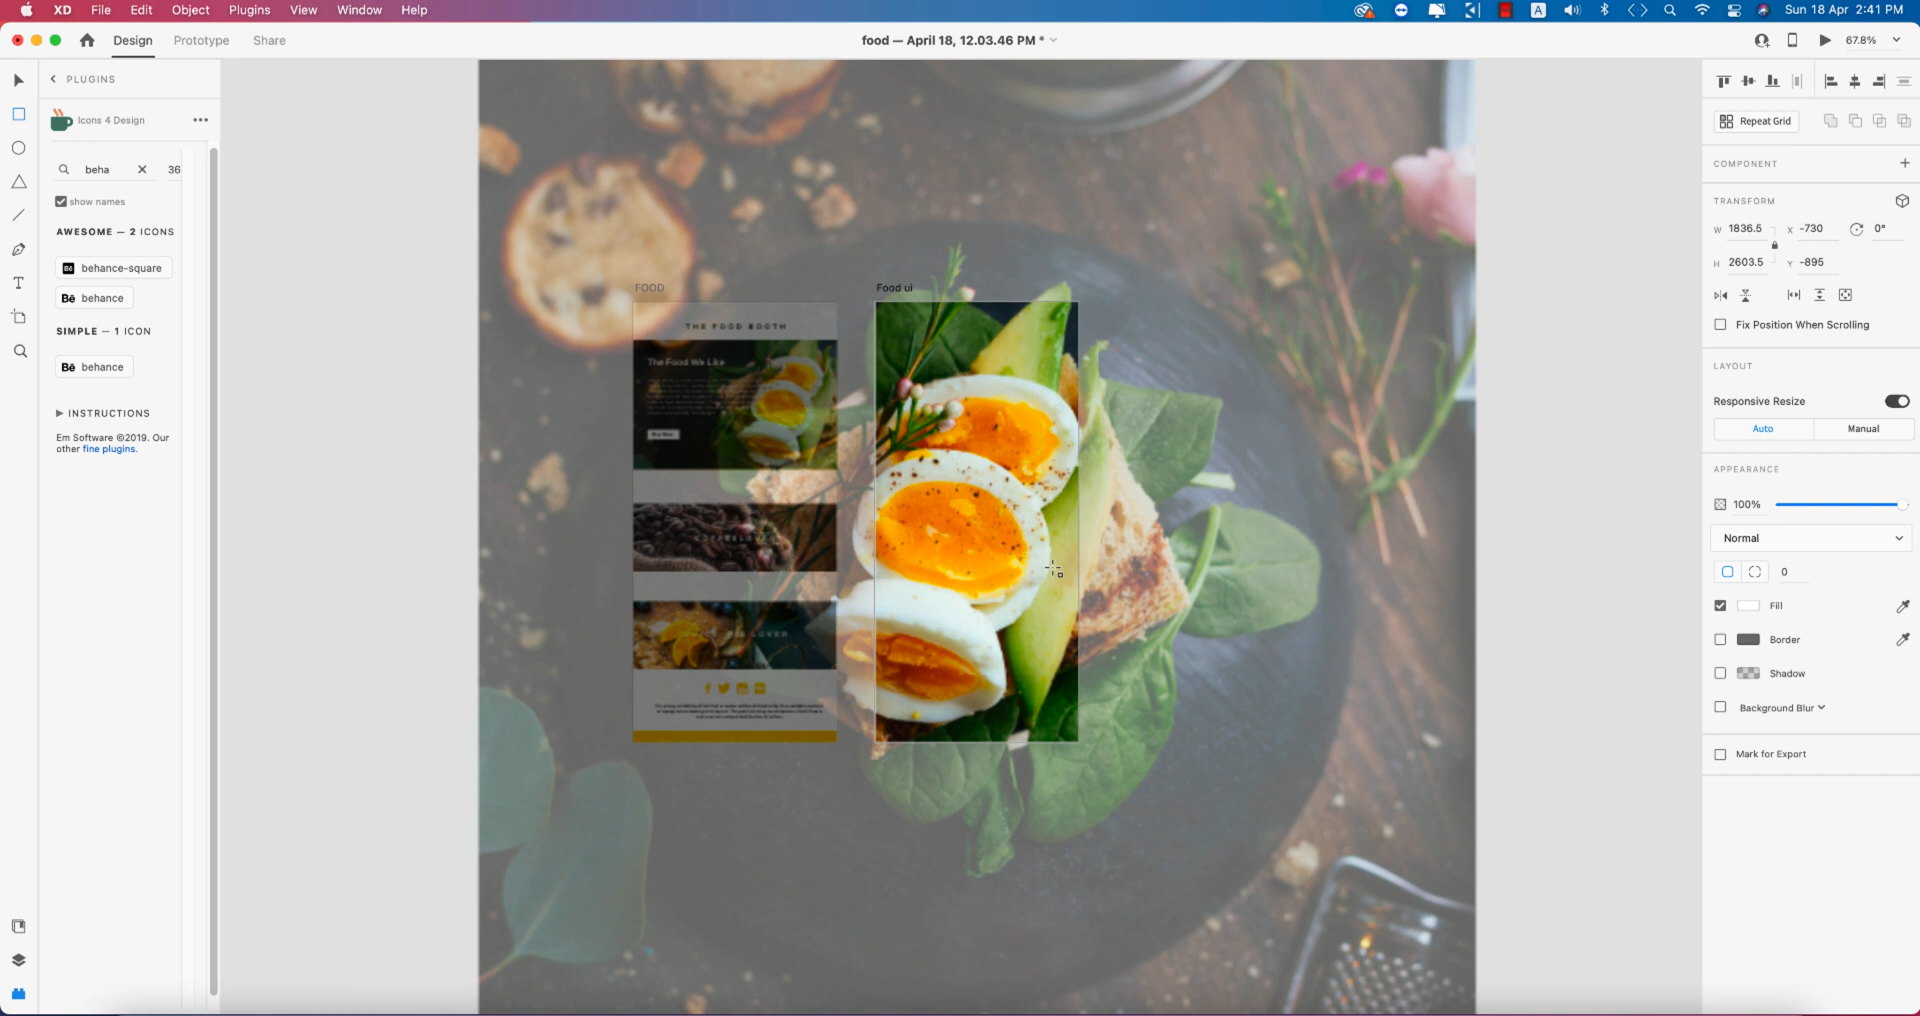 XD File Edit Object Plugins View Window Help
A
Sun 18 Apr 2:41 PM
Design Prototype Share
food — April 18, 12.03.46 PM *
67.8%
PLUGINS
Icons 4 Design
beha
36
show names
AWESOME — 2 ICONS
behance-square
Bē behance
SIMPLE — 1 ICON
Bē behance
INSTRUCTIONS
Em Software ©2019. Our
other fine plugins.
FOOD
THE FOOD BOOTH
The Food We Like
Buy Now
Food ui
Repeat Grid
COMPONENT
TRANSFORM
W 1836.5 X -730 0°
H 2603.5 Y -895
Fix Position When Scrolling
LAYOUT
Responsive Resize
Auto Manual
APPEARANCE
100%
Normal
0
Fill
Border
Shadow
Background Blur
Mark for Export